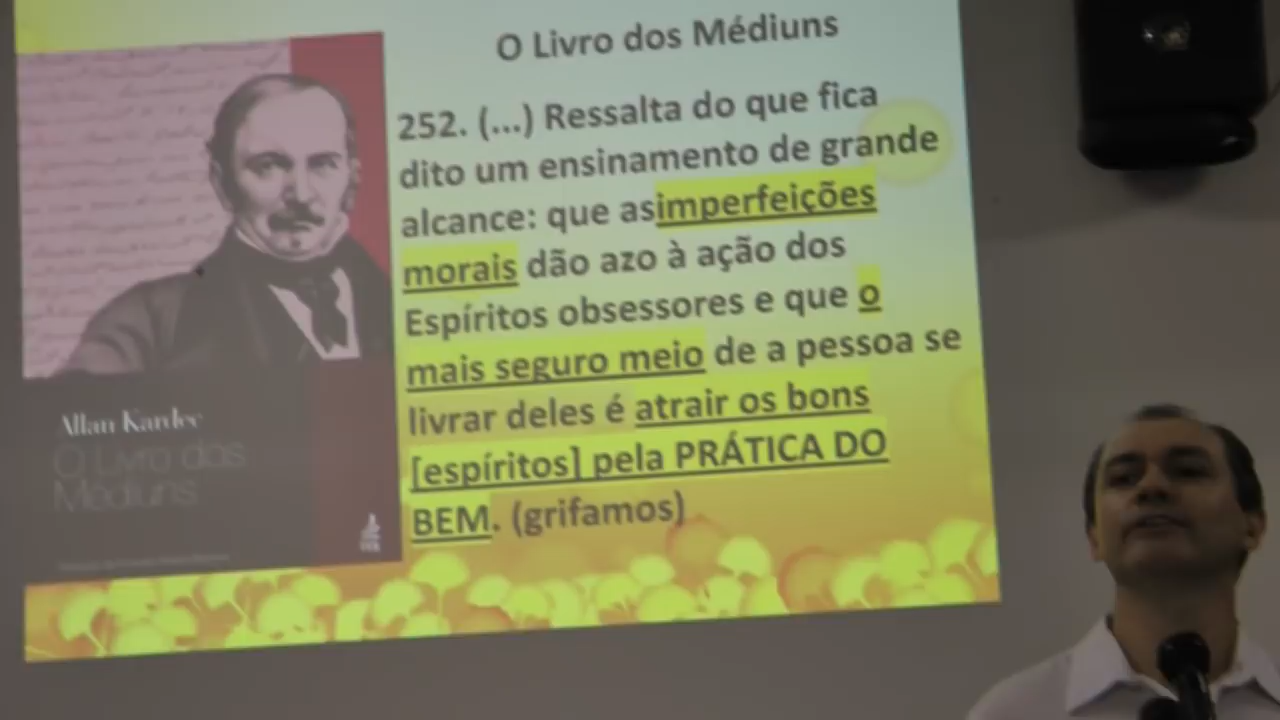 O Livro dos Médiuns
252. (...) Ressalta do que fica
dito um ensinamento de grande
alcance: que asimperfeições
morais dão azo à ação dos
Espíritos obsessores e que o
mais seguro meio de a pessoa se
livrar deles é atrair os bons
[espíritos] pela PRÁTICA DO
BEM. (grifamos)
Allan Kardec
O Livro dos
Médiuns